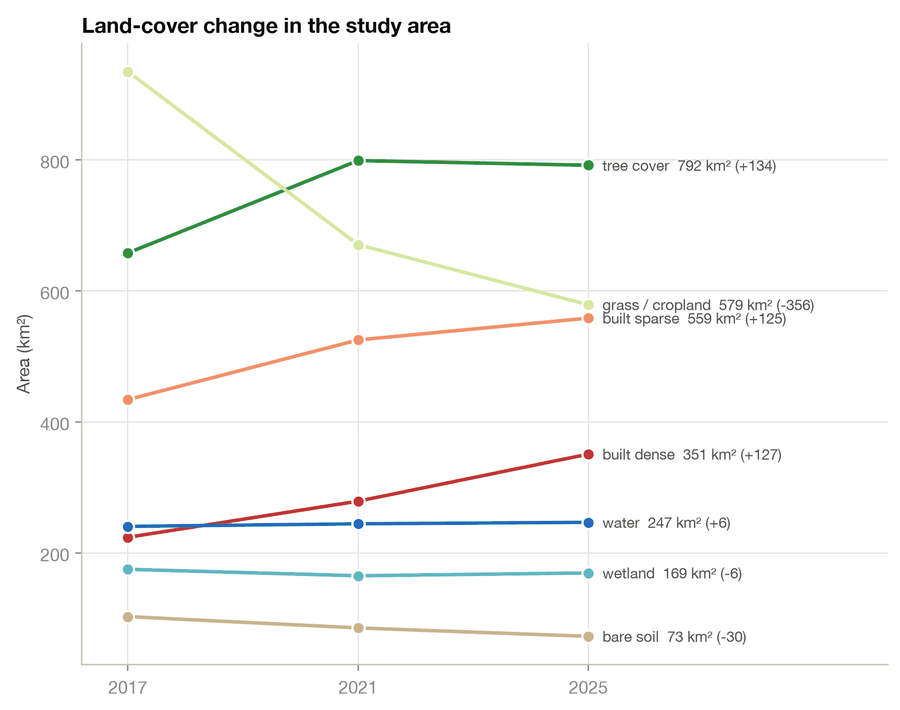 Land-cover change in the study area
Area (km²)
800
600
400
200
2017
2021
2025
tree cover 792 km² (+134)
grass / cropland 579 km² (-356)
built sparse 559 km² (+125)
built dense 351 km² (+127)
water 247 km² (+6)
wetland 169 km² (-6)
bare soil 73 km² (-30)